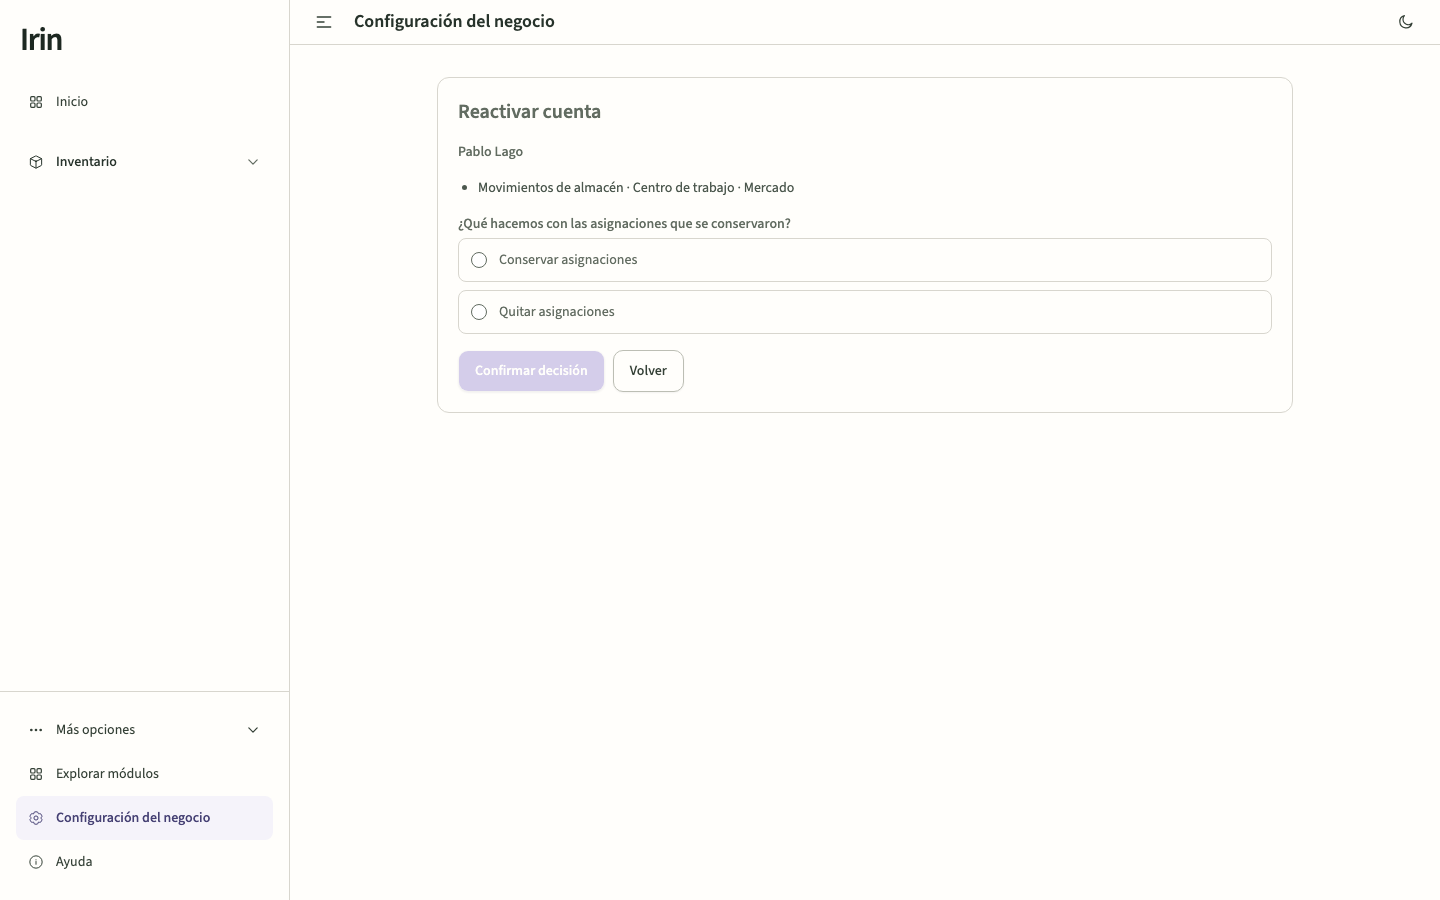 Irin
Inicio
Inventario
Más opciones
Explorar módulos
Configuración del negocio
Ayuda
Configuración del negocio
Reactivar cuenta
Pablo Lago
• Movimientos de almacén · Centro de trabajo · Mercado
¿Qué hacemos con las asignaciones que se conservaron?
Conservar asignaciones
Quitar asignaciones
Confirmar decisión
Volver